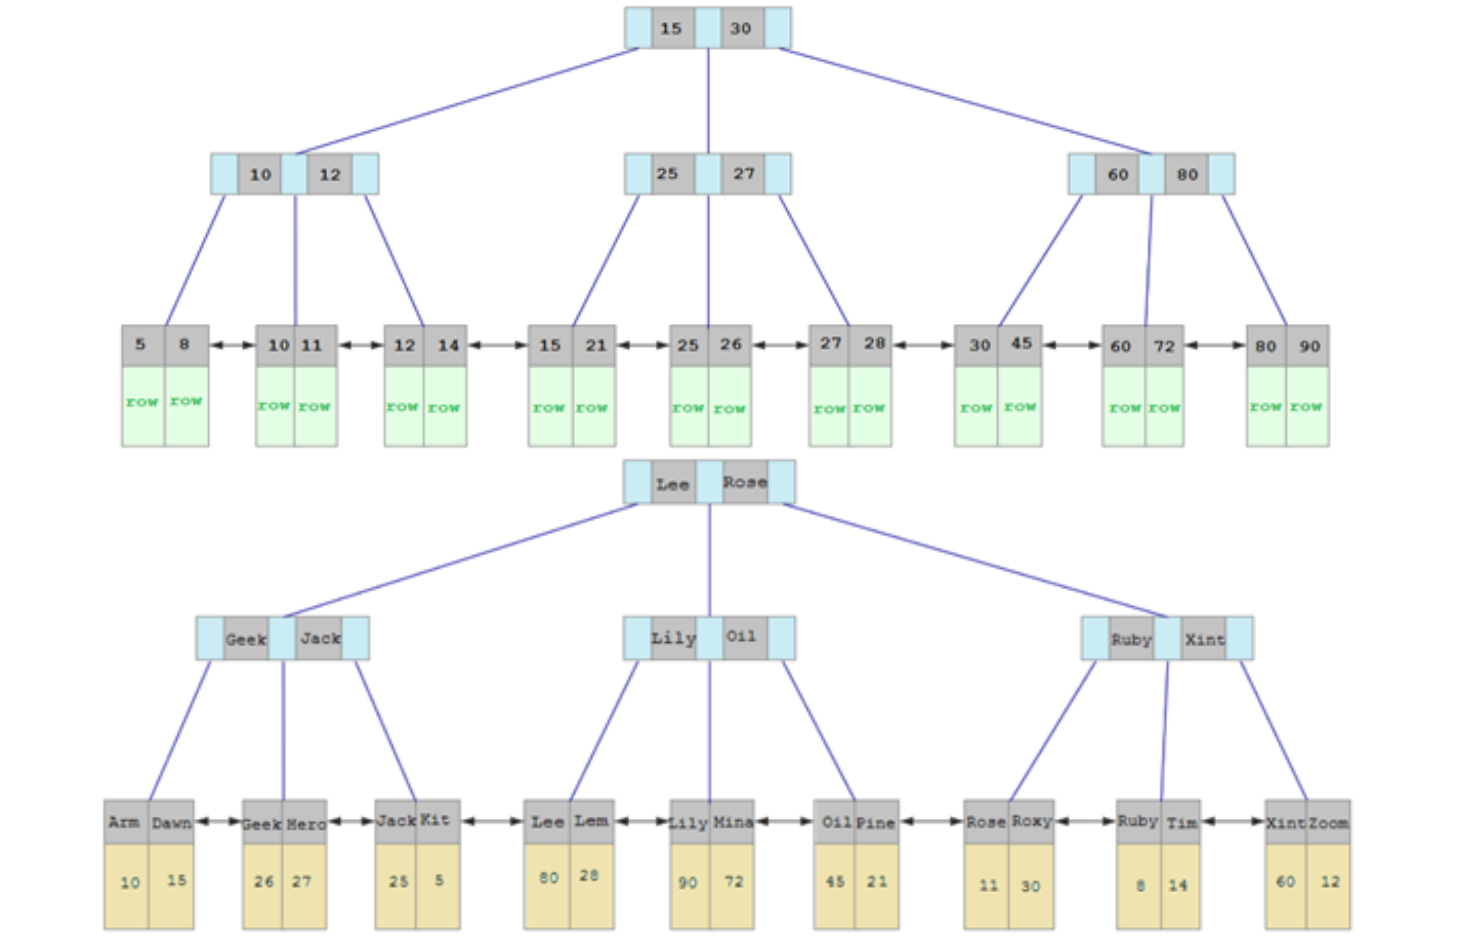 15 30
10 12 25 27 60 80
5 8 10 11 12 14 15 21 25 26 27 28 30 45 60 72 80 90
row row row row row row row row row row row row row row row row row row
Lee Rose
Geek Jack Lily Oil Ruby Xint
Arm Dawn Geek Hero Jack Kit Lee Lem Lily Mina Oil Pine Rose Roxy Ruby Tim Xint Zoom
10 15 26 27 25 5 80 28 90 72 45 21 11 30 8 14 60 12